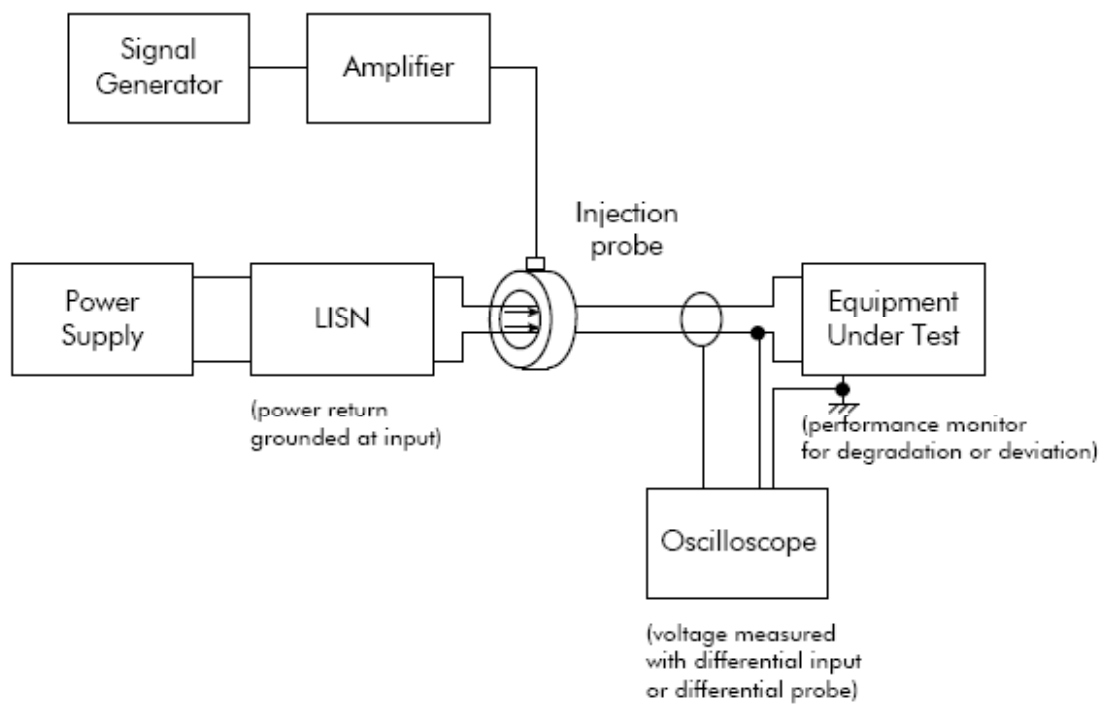 Signal
Generator
Amplifier
Injection
probe
Power
Supply
LISN
Equipment
Under Test
(power return
grounded at input)
(performance monitor
for degradation or deviation)
Oscilloscope
(voltage measured
with differential input
or differential probe)